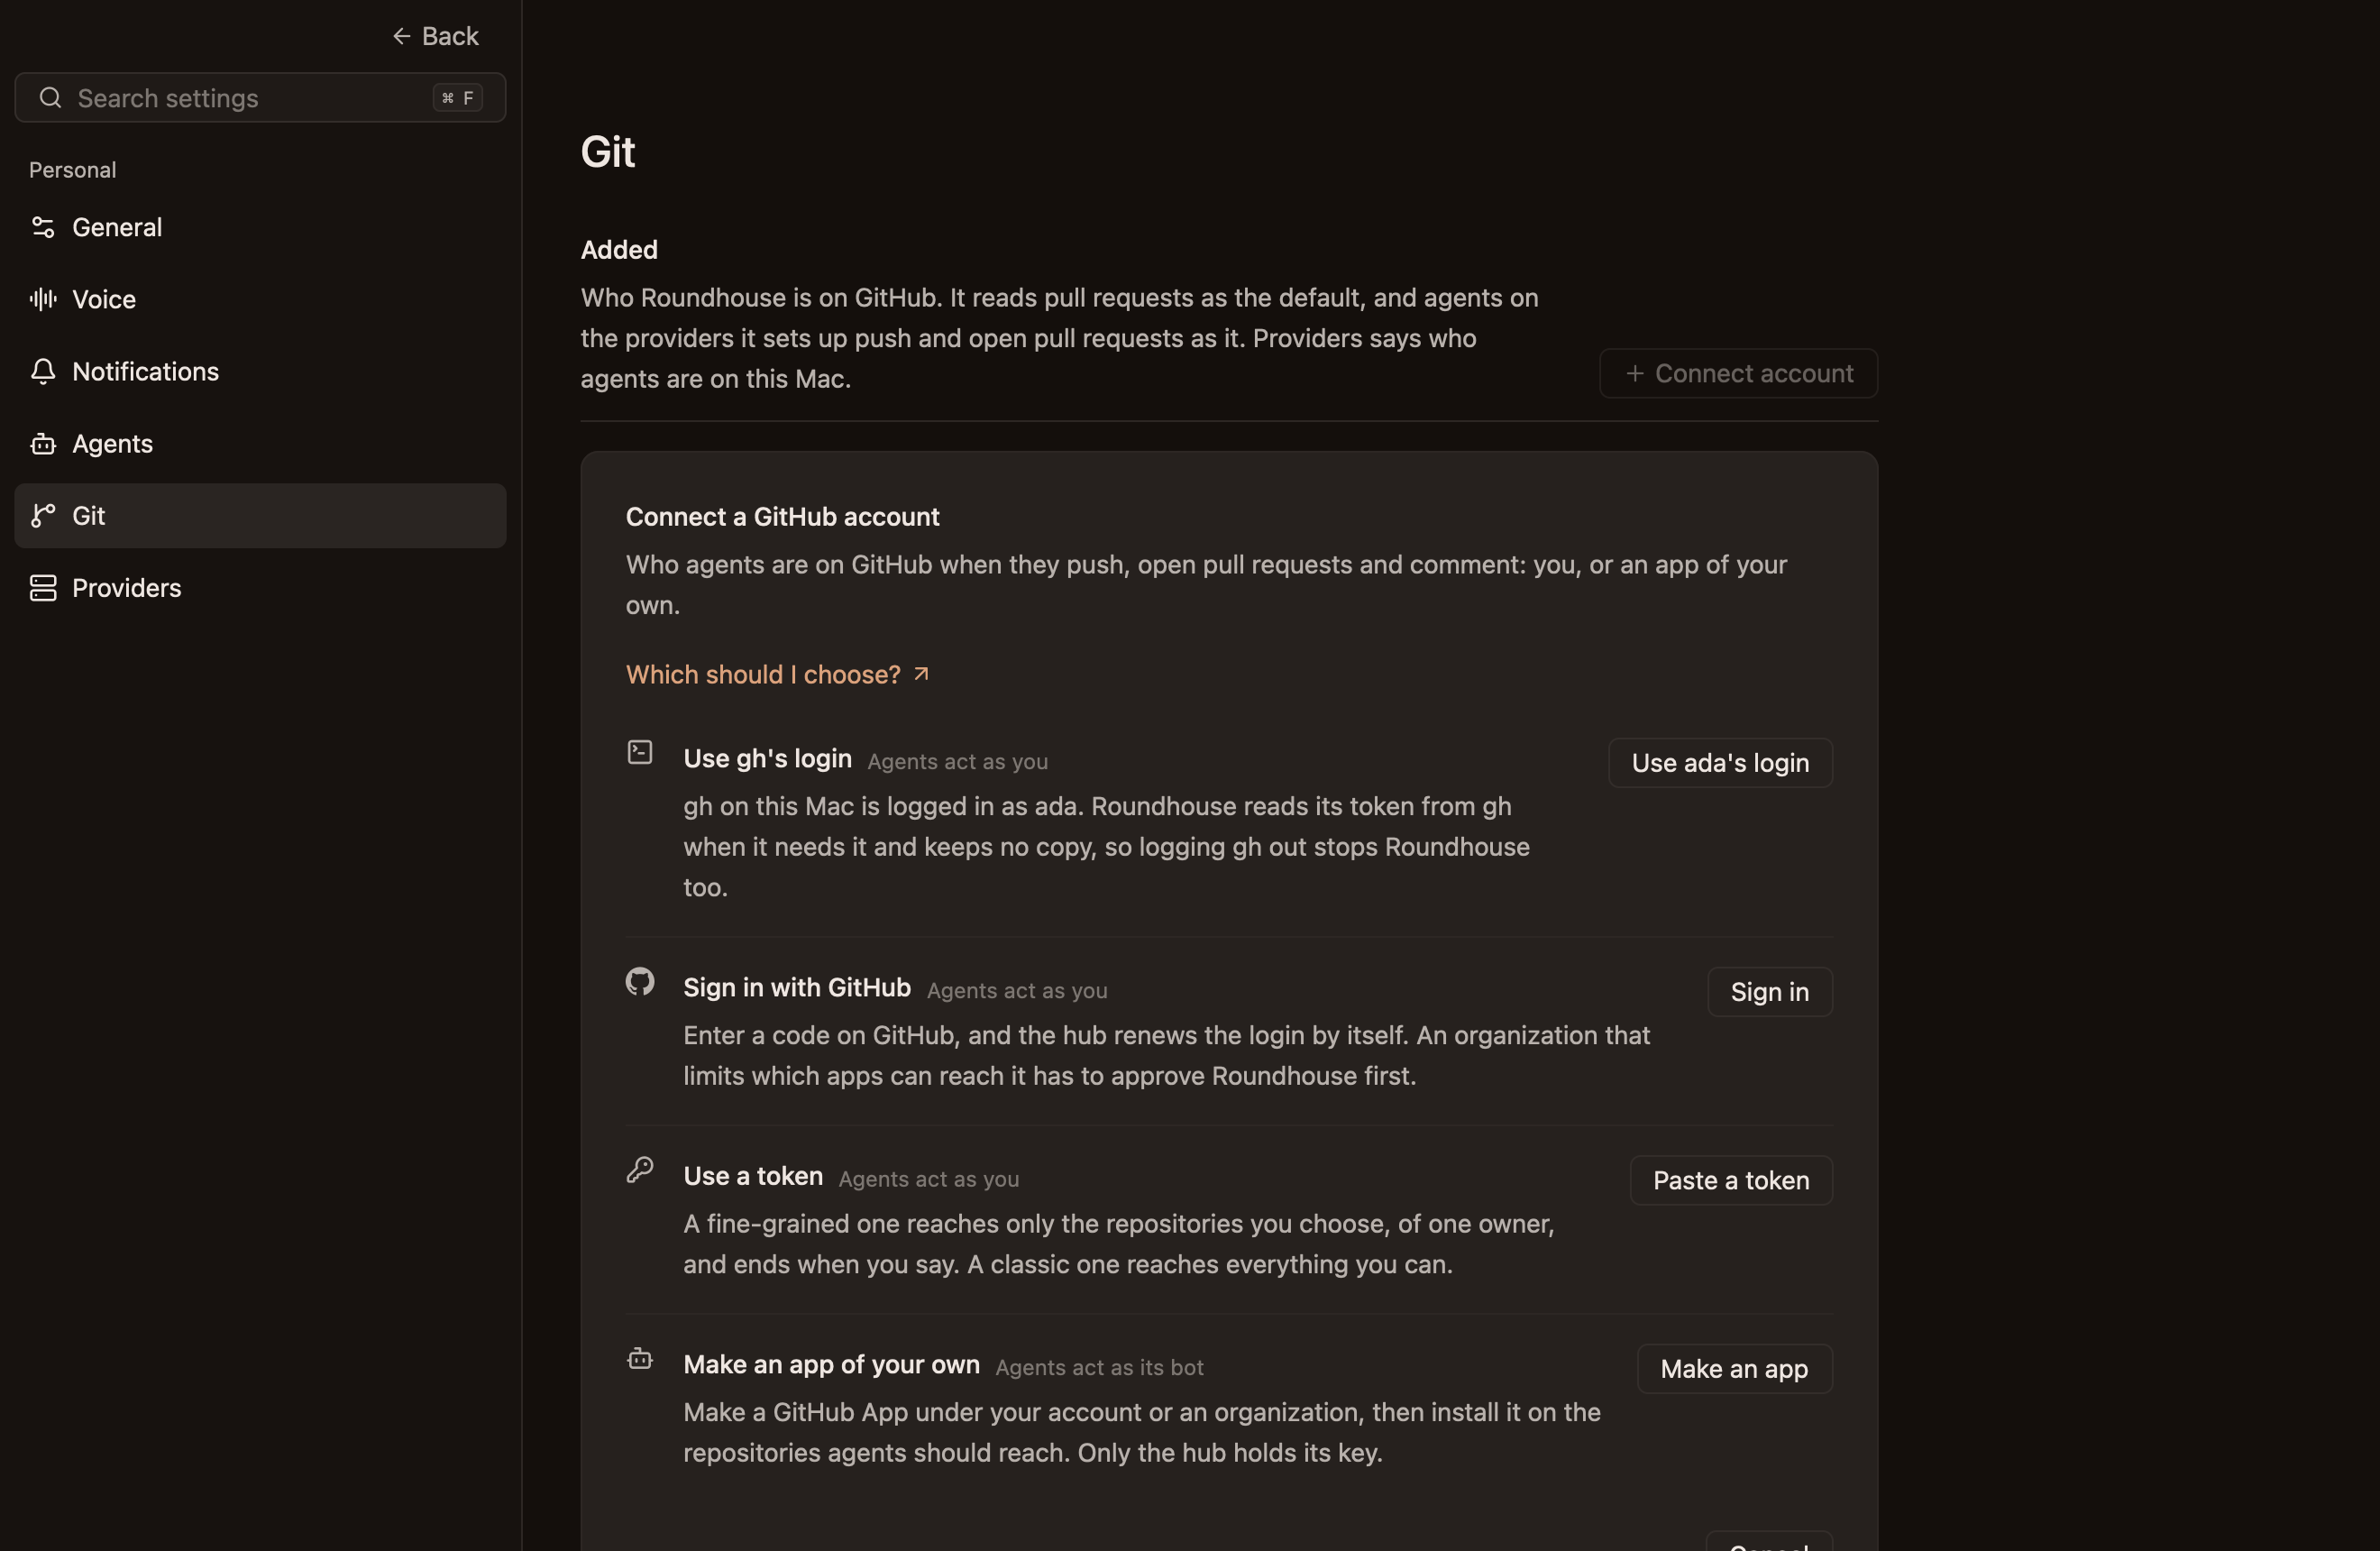 ← Back
Search settings
⌘ F
Personal
General
Voice
Notifications
Agents
Git
Providers
Git
Added
Who Roundhouse is on GitHub. It reads pull requests as the default, and agents on
the providers it sets up push and open pull requests as it. Providers says who
agents are on this Mac.
+ Connect account
Connect a GitHub account
Who agents are on GitHub when they push, open pull requests and comment: you, or an app of your
own.
Which should I choose? ↗
Use gh's login Agents act as you
Use ada's login
gh on this Mac is logged in as ada. Roundhouse reads its token from gh
when it needs it and keeps no copy, so logging gh out stops Roundhouse
too.
Sign in with GitHub Agents act as you
Sign in
Enter a code on GitHub, and the hub renews the login by itself. An organization that
limits which apps can reach it has to approve Roundhouse first.
Use a token Agents act as you
Paste a token
A fine-grained one reaches only the repositories you choose, of one owner,
and ends when you say. A classic one reaches everything you can.
Make an app of your own Agents act as its bot
Make an app
Make a GitHub App under your account or an organization, then install it on the
repositories agents should reach. Only the hub holds its key.